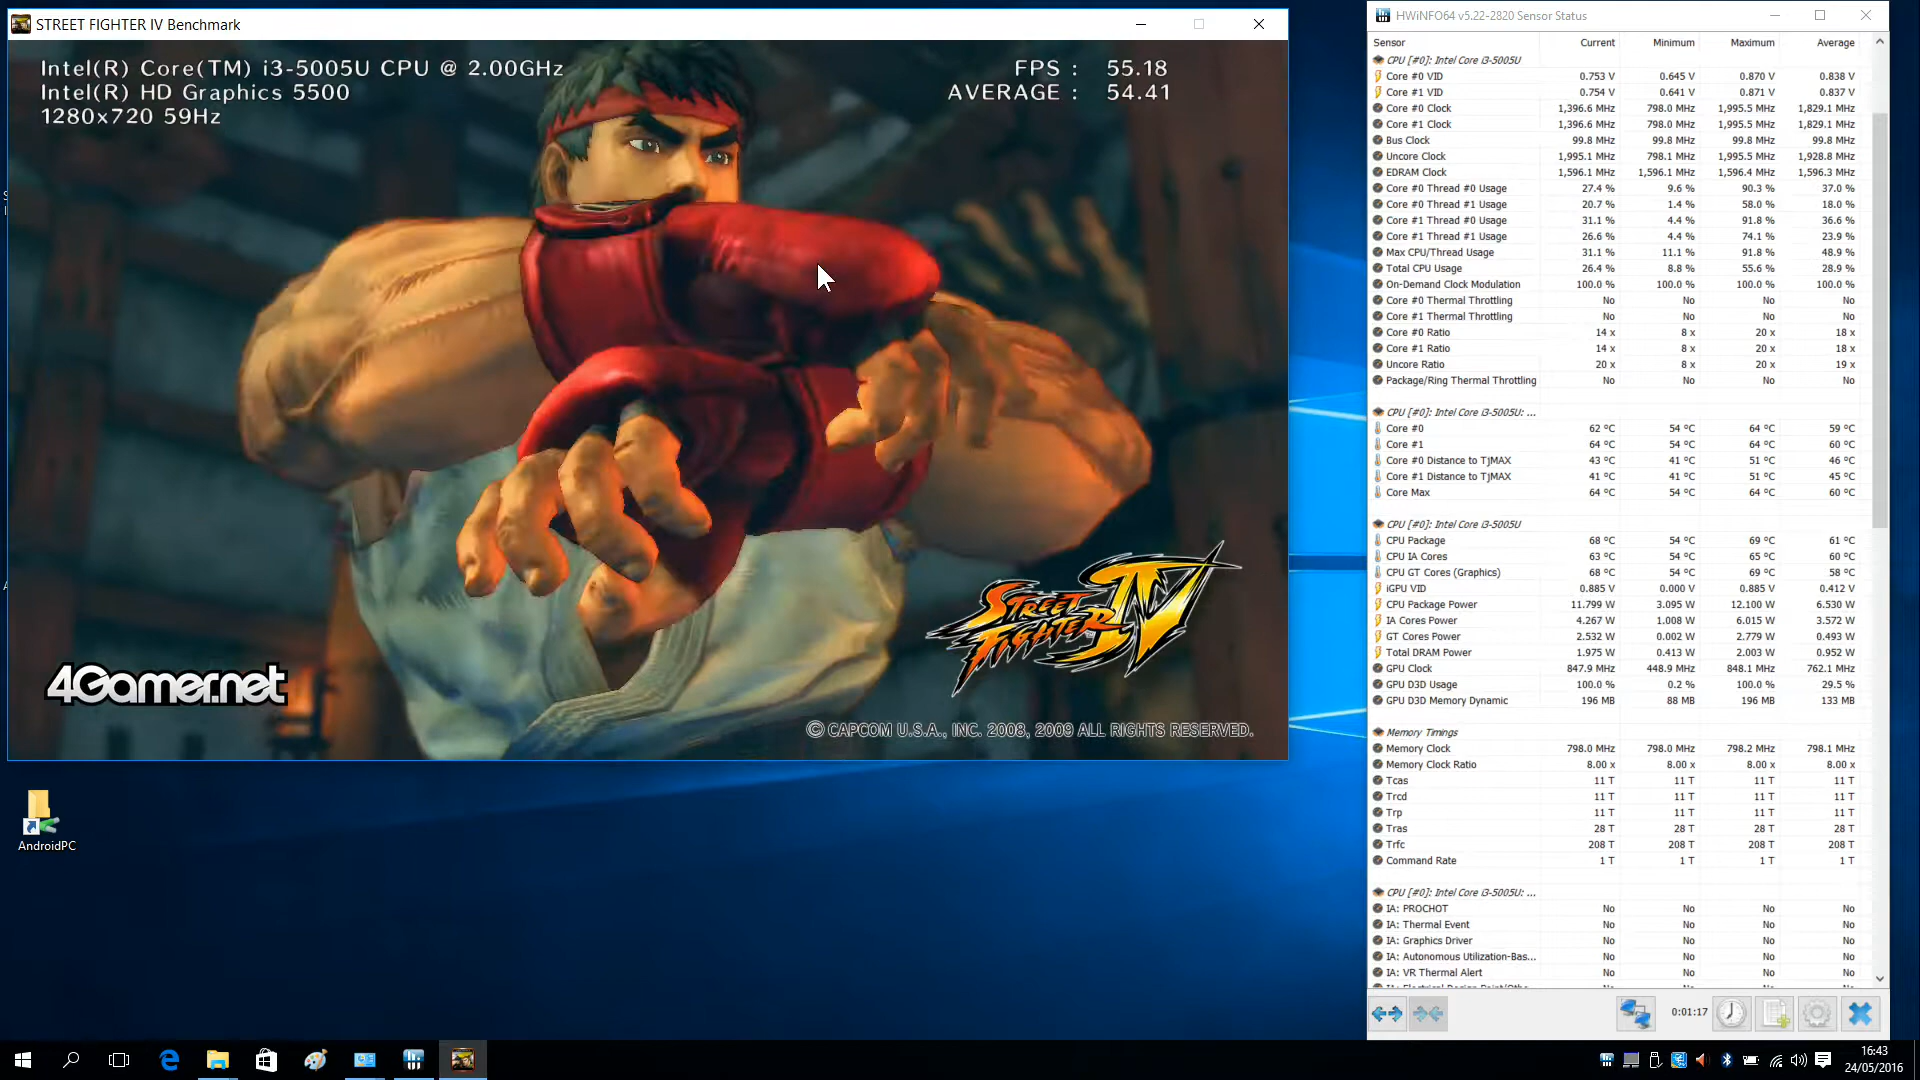 STREET FIGHTER IV Benchmark
Intel(R) Core(TM) i3-5005U CPU @ 2.00GHz
Intel(R) HD Graphics 5500
1280x720 59Hz
FPS : 55.18
AVERAGE : 54.41
STREET FIGHTER IV
4Gamer.net
© CAPCOM U.S.A., INC. 2008, 2009 ALL RIGHTS RESERVED.
AndroidPC
HWiNFO64 v5.22-2820 Sensor Status
Sensor Current Minimum Maximum Average
CPU [#0]: Intel Core i3-5005U
Core #0 VID 0.753 V 0.645 V 0.870 V 0.838 V
Core #1 VID 0.754 V 0.641 V 0.871 V 0.837 V
Core #0 Clock 1,396.6 MHz 798.0 MHz 1,995.5 MHz 1,829.1 MHz
Core #1 Clock 1,396.6 MHz 798.0 MHz 1,995.5 MHz 1,829.1 MHz
Bus Clock 99.8 MHz 99.8 MHz 99.8 MHz 99.8 MHz
Uncore Clock 1,995.1 MHz 798.1 MHz 1,995.5 MHz 1,928.8 MHz
EDRAM Clock 1,596.1 MHz 1,596.1 MHz 1,596.4 MHz 1,596.3 MHz
Core #0 Thread #0 Usage 27.4 % 9.6 % 90.3 % 37.0 %
Core #0 Thread #1 Usage 20.7 % 1.4 % 58.0 % 18.0 %
Core #1 Thread #0 Usage 31.1 % 4.4 % 91.8 % 36.6 %
Core #1 Thread #1 Usage 26.6 % 4.4 % 74.1 % 23.9 %
Max CPU/Thread Usage 31.1 % 11.1 % 91.8 % 48.9 %
Total CPU Usage 26.4 % 8.8 % 55.6 % 28.9 %
On-Demand Clock Modulation 100.0 % 100.0 % 100.0 % 100.0 %
Core #0 Thermal Throttling No No No No
Core #1 Thermal Throttling No No No No
Core #0 Ratio 14 x 8 x 20 x 18 x
Core #1 Ratio 14 x 8 x 20 x 18 x
Uncore Ratio 20 x 8 x 20 x 19 x
Package/Ring Thermal Throttling No No No No
CPU [#0]: Intel Core i3-5005U: ...
Core #0 62 °C 54 °C 64 °C 59 °C
Core #1 64 °C 54 °C 64 °C 60 °C
Core #0 Distance to TjMAX 43 °C 41 °C 51 °C 46 °C
Core #1 Distance to TjMAX 41 °C 41 °C 51 °C 45 °C
Core Max 64 °C 54 °C 64 °C 60 °C
CPU [#0]: Intel Core i3-5005U
CPU Package 68 °C 54 °C 69 °C 61 °C
CPU IA Cores 63 °C 54 °C 65 °C 60 °C
CPU GT Cores (Graphics) 68 °C 54 °C 69 °C 58 °C
iGPU VID 0.885 V 0.000 V 0.885 V 0.412 V
CPU Package Power 11.799 W 3.095 W 12.100 W 6.530 W
IA Cores Power 4.267 W 1.008 W 6.015 W 3.572 W
GT Cores Power 2.532 W 0.002 W 2.779 W 0.493 W
Total DRAM Power 1.975 W 0.413 W 2.003 W 0.952 W
GPU Clock 847.9 MHz 448.9 MHz 848.1 MHz 762.1 MHz
GPU D3D Usage 100.0 % 0.2 % 100.0 % 29.5 %
GPU D3D Memory Dynamic 196 MB 88 MB 196 MB 133 MB
Memory Timings
Memory Clock 798.0 MHz 798.0 MHz 798.2 MHz 798.1 MHz
Memory Clock Ratio 8.00 x 8.00 x 8.00 x 8.00 x
Tcas 11 T 11 T 11 T 11 T
Trcd 11 T 11 T 11 T 11 T
Trp 11 T 11 T 11 T 11 T
Tras 28 T 28 T 28 T 28 T
Trfc 208 T 208 T 208 T 208 T
Command Rate 1 T 1 T 1 T 1 T
CPU [#0]: Intel Core i3-5005U: ...
IA: PROCHOT No No No No
IA: Thermal Event No No No No
IA: Graphics Driver No No No No
IA: Autonomous Utilization-Bas... No No No No
IA: VR Thermal Alert No No No No
0:01:17
16:43
24/05/2016